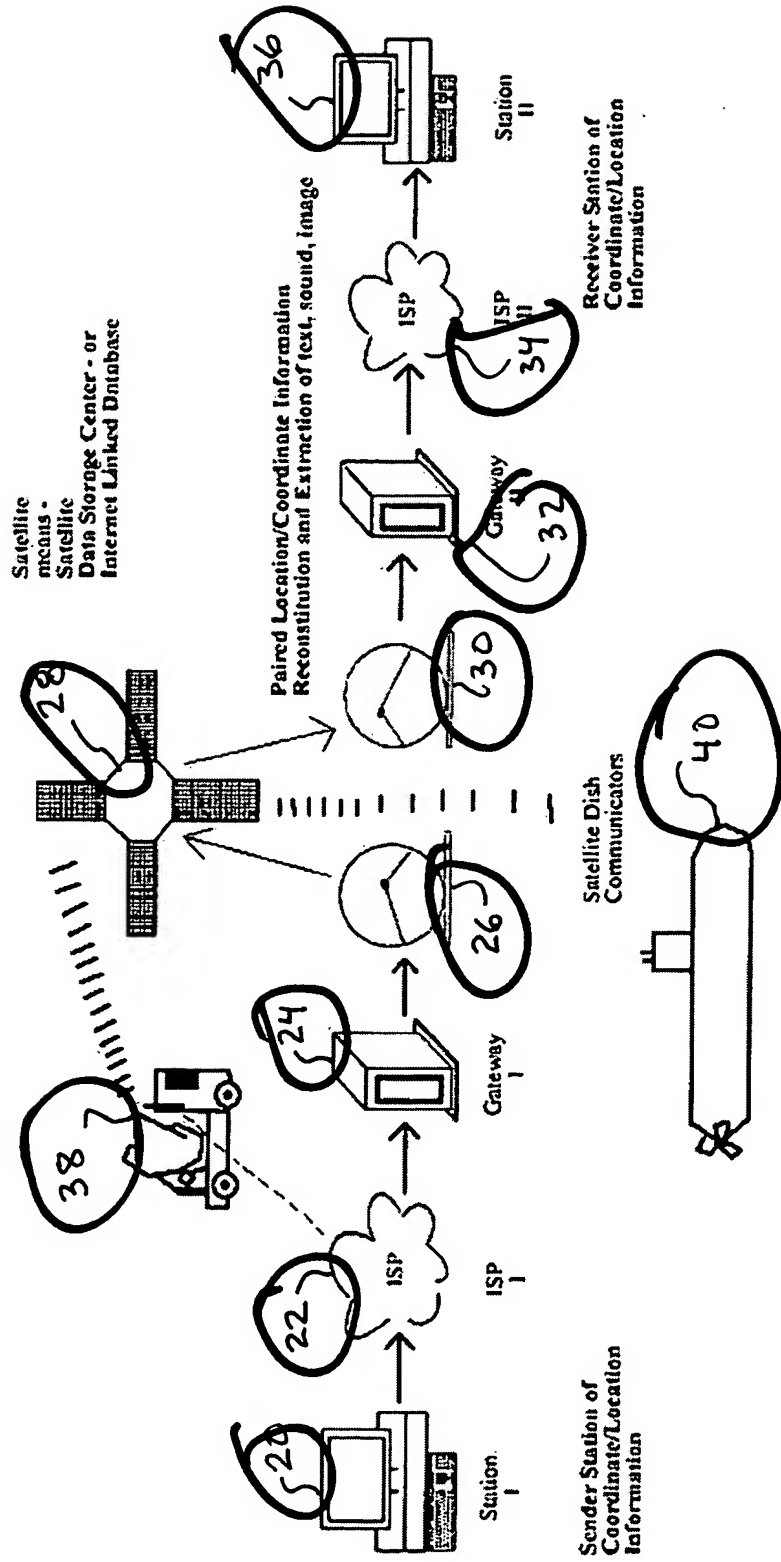 Satellite
means -
Satellite
Data Storage Center - or
Internet Linked Database
38
28
Paired Location/Coordinate Information
Reconstitution and Extraction of text, sound, image
20
22
24
36
ISP
ISP
Station
I
ISP
I
Gateway
I
26
30
Gateway
II
32
ISP
II
34
Station
II
Sender Station of
Coordinate/Location
Information
Satellite Dish
Communicators
Receiver Station of
Coordinate/Location
Information
40